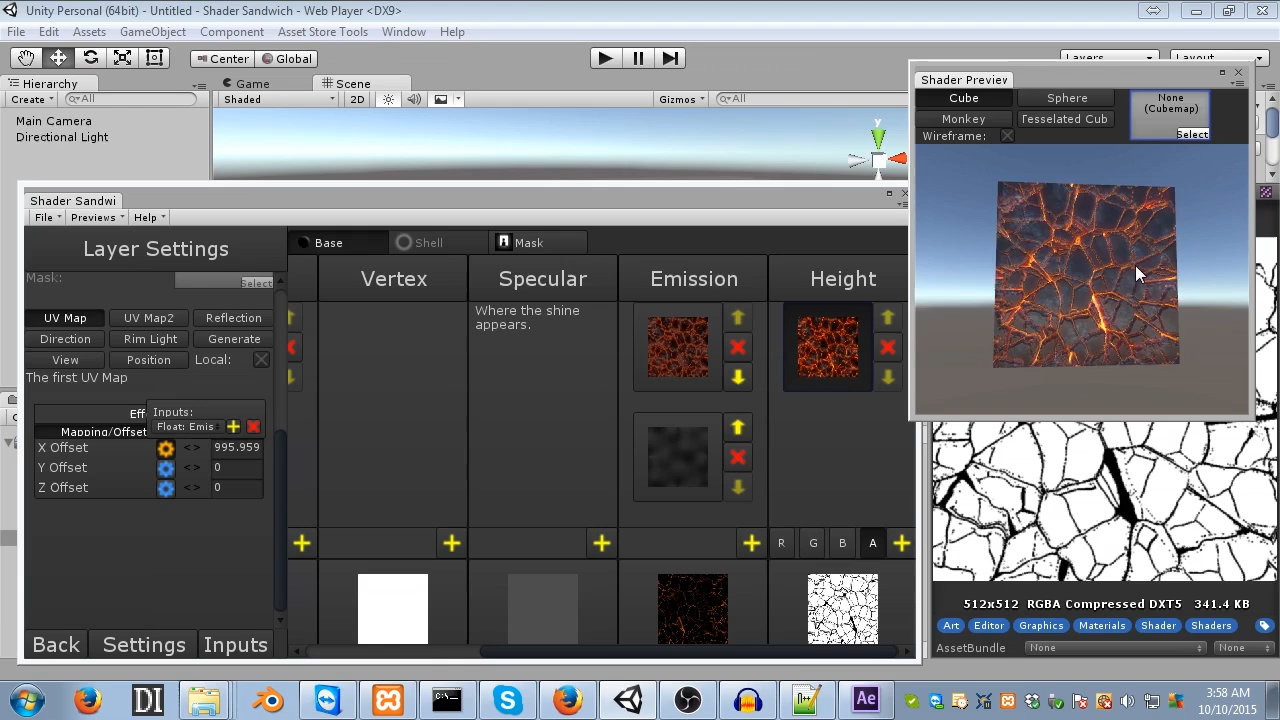 Unity Personal (64bit) - Untitled - Shader Sandwich - Web Player <DX9>
File Edit Assets GameObject Component Asset Store Tools Window Help
Center Global
Layers Layout
Hierarchy
Create All
Main Camera
Directional Light
Game Scene
Shaded 2D Gizmos All
Shader Preview
Cube Sphere
Monkey Tesselated Cub
Wireframe:
None
(Cubemap)
Select
Shader Sandwi
File Previews Help
Layer Settings
Mask: Select
UV Map UV Map2 Reflection
Direction Rim Light Generate
View Position Local:
The first UV Map
Inputs:
Float: Emis
Mapping/Offset
X Offset <> 995.959
Y Offset <> 0
Z Offset <> 0
Back Settings Inputs
Base Shell Mask
Vertex Specular Emission Height
Where the shine
appears.
R G B A
512x512 RGBA Compressed DXT5 341.4 KB
Art Editor Graphics Materials Shader Shaders
AssetBundle None None
DI
Ae
3:58 AM
10/10/2015